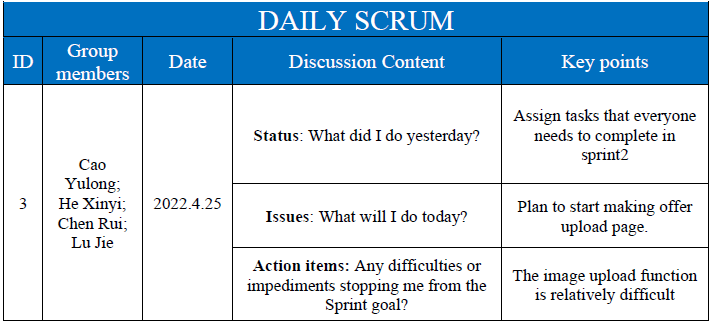 DAILY SCRUM
ID
Group
members
Date
Discussion Content
Key points
3
Cao
Yulong;
He Xinyi;
Chen Rui;
Lu Jie
2022.4.25
Status: What did I do yesterday?
Assign tasks that everyone
needs to complete in
sprint2
Issues: What will I do today?
Plan to start making offer
upload page.
Action items: Any difficulties or
impediments stopping me from the
Sprint goal?
The image upload function
is relatively difficult